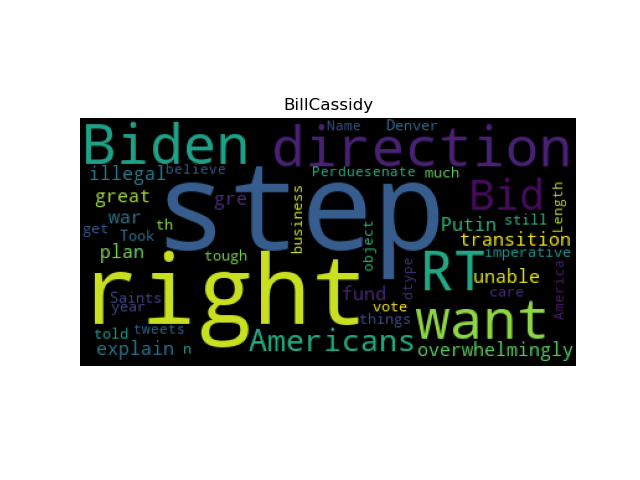 BillCassidy
Name Denver
Biden direction
illegal believe Perduesenate much
great gre step business Bid Length
war th Putin still
get Took object transition
plan tough imperative
right RT unable
Saints fund dtype care America
year vote
things want
told tweets Americans
explain n overwhelmingly